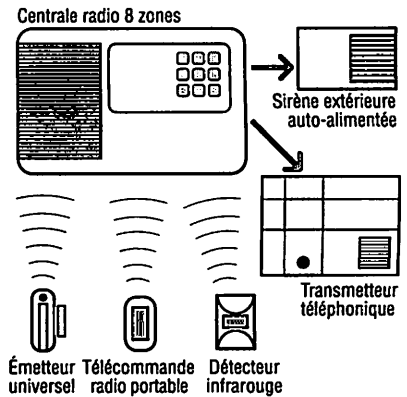 Centrale radio 8 zones
Sirène extérieure
auto-alimentée
Transmetteur
téléphonique
Émetteur
universel
Télécommande
radio portable
Détecteur
infrarouge